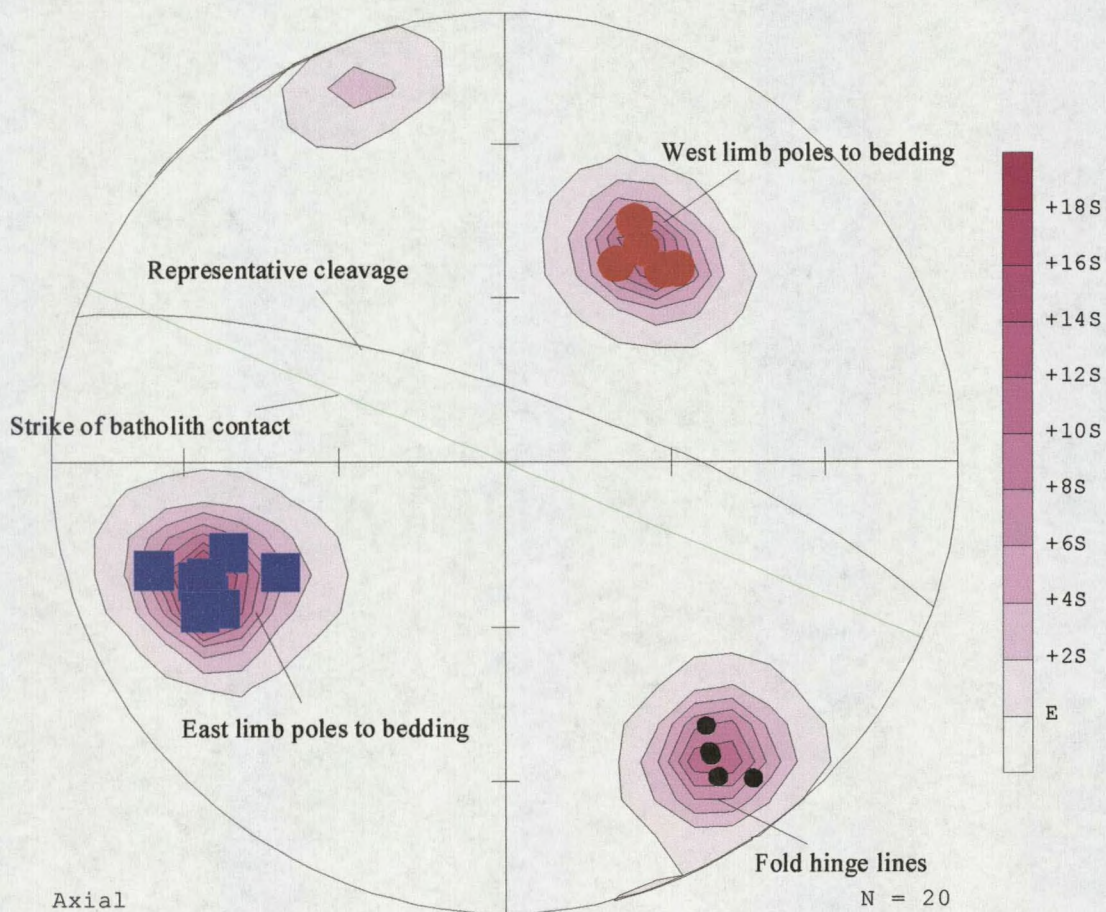 West limb poles to bedding
Representative cleavage
Strike of batholith contact
East limb poles to bedding
Fold hinge lines
Axial
N = 20
+18S
+16S
+14S
+12S
+10S
+8S
+6S
+4S
+2S
E